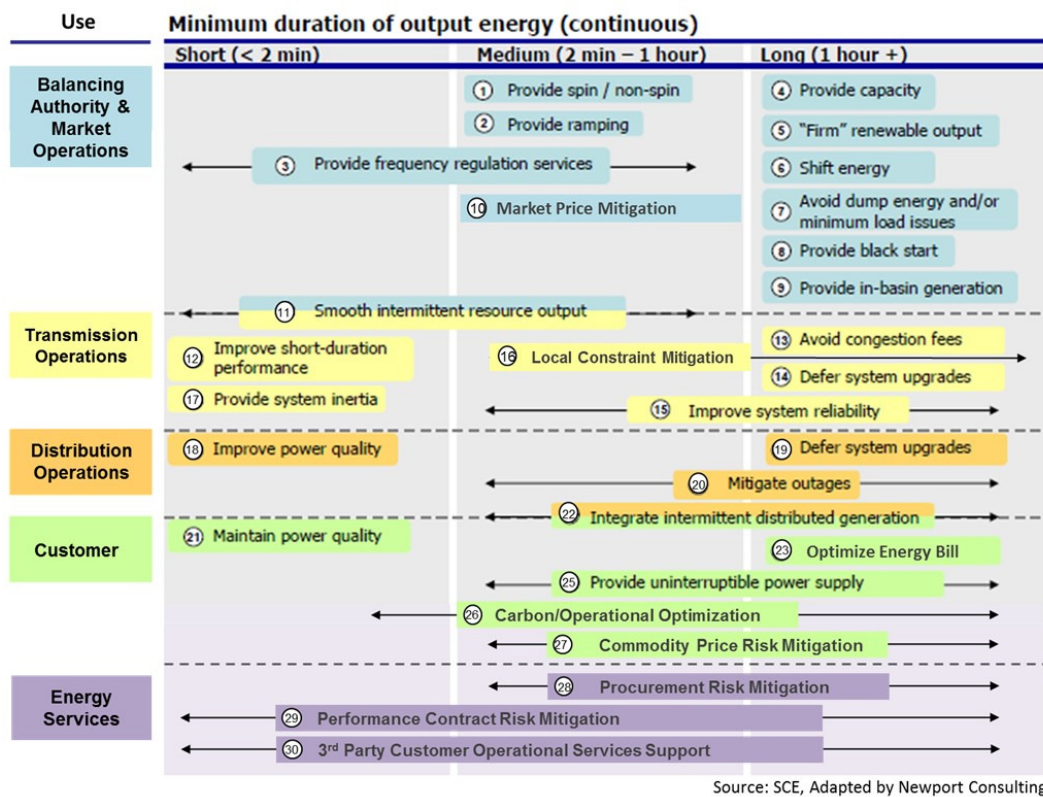 Use
Minimum duration of output energy (continuous)
Short (< 2 min)
Medium (2 min – 1 hour)
Long (1 hour +)
Balancing
Authority &
Market
Operations
1 Provide spin / non-spin
2 Provide ramping
3 Provide frequency regulation services
10 Market Price Mitigation
4 Provide capacity
5 "Firm" renewable output
6 Shift energy
7 Avoid dump energy and/or
minimum load issues
8 Provide black start
9 Provide in-basin generation
11 Smooth intermittent resource output
Transmission
Operations
12 Improve short-duration
performance
17 Provide system inertia
16 Local Constraint Mitigation
13 Avoid congestion fees
14 Defer system upgrades
15 Improve system reliability
Distribution
Operations
18 Improve power quality
19 Defer system upgrades
20 Mitigate outages
22 Integrate intermittent distributed generation
Customer
21 Maintain power quality
23 Optimize Energy Bill
25 Provide uninterruptible power supply
26 Carbon/Operational Optimization
27 Commodity Price Risk Mitigation
Energy
Services
28 Procurement Risk Mitigation
29 Performance Contract Risk Mitigation
30 3rd Party Customer Operational Services Support
Source: SCE, Adapted by Newport Consulting